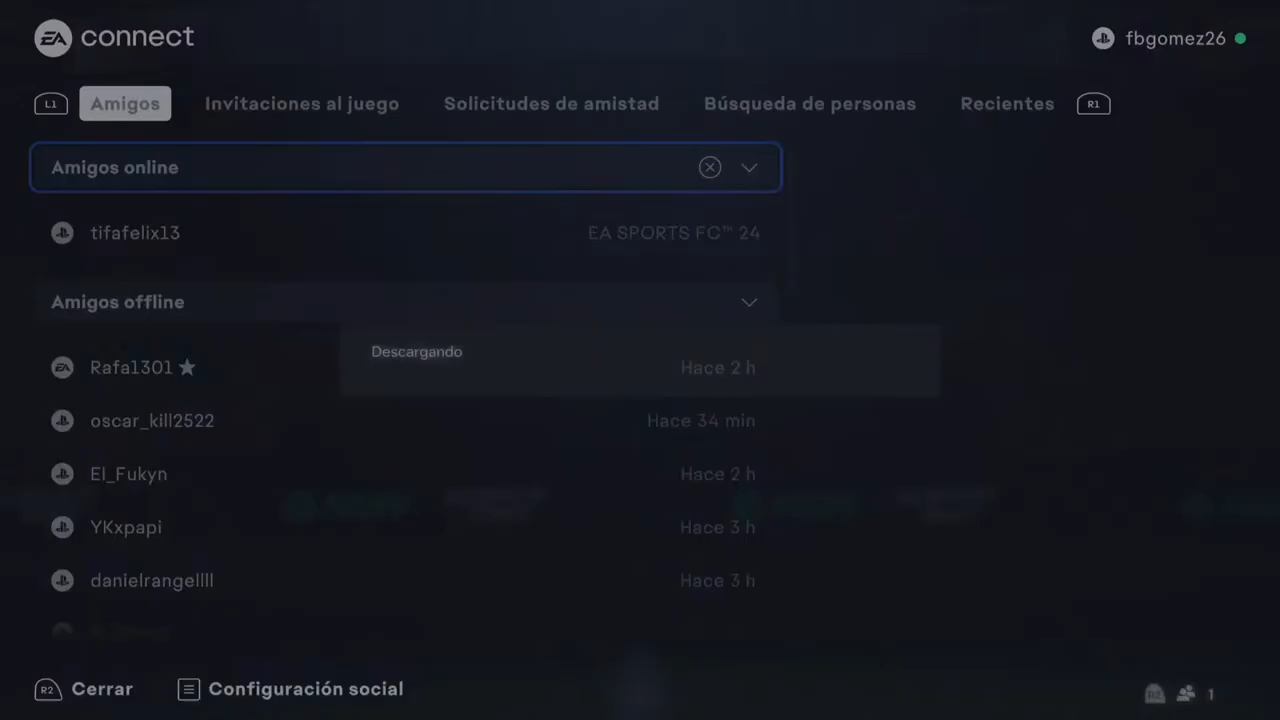 EA connect
fbgomez26
L1 Amigos Invitaciones al juego Solicitudes de amistad Búsqueda de personas Recientes R1
Amigos online
tifafelix13 EA SPORTS FC™ 24
Amigos offline
Descargando
Rafa1301 ★ Hace 2 h
oscar_kill2522 Hace 34 min
El_Fukyn Hace 2 h
YKxpapi Hace 3 h
danielrangellll Hace 3 h
R2 Cerrar Configuración social
R2 1